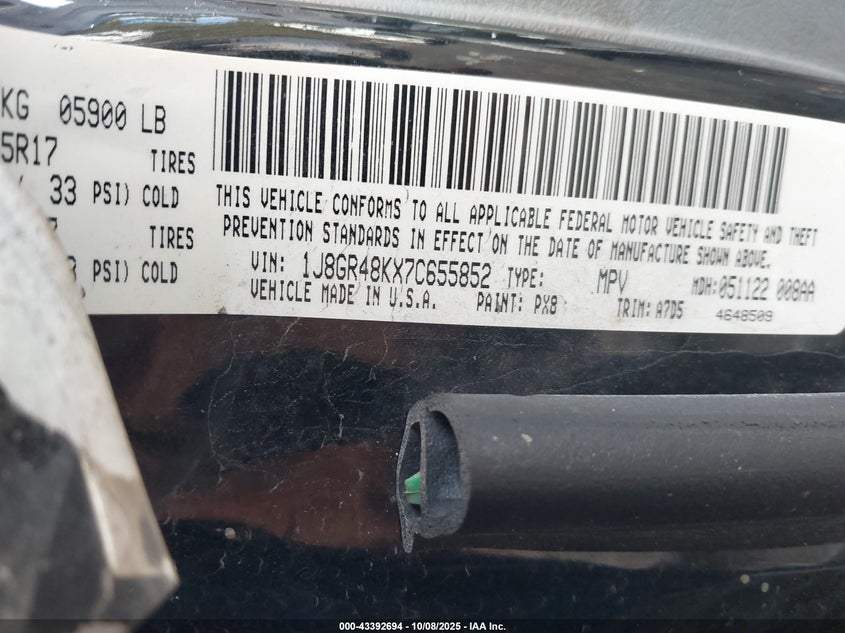 KG 05900 LB
5R17 TIRES
33 PSI) COLD
TIRES
PSI) COLD
THIS VEHICLE CONFORMS TO ALL APPLICABLE FEDERAL MOTOR VEHICLE SAFETY AND THEFT
PREVENTION STANDARDS IN EFFECT ON THE DATE OF MANUFACTURE SHOWN ABOVE.
VIN: 1J8GR48KX7C655852 TYPE: MPV MDH: 051122 008AA
VEHICLE MADE IN U.S.A. PAINT: PX8 TRIM: A7D5 4648509
000-43392694 - 10/08/2025 - IAA Inc.